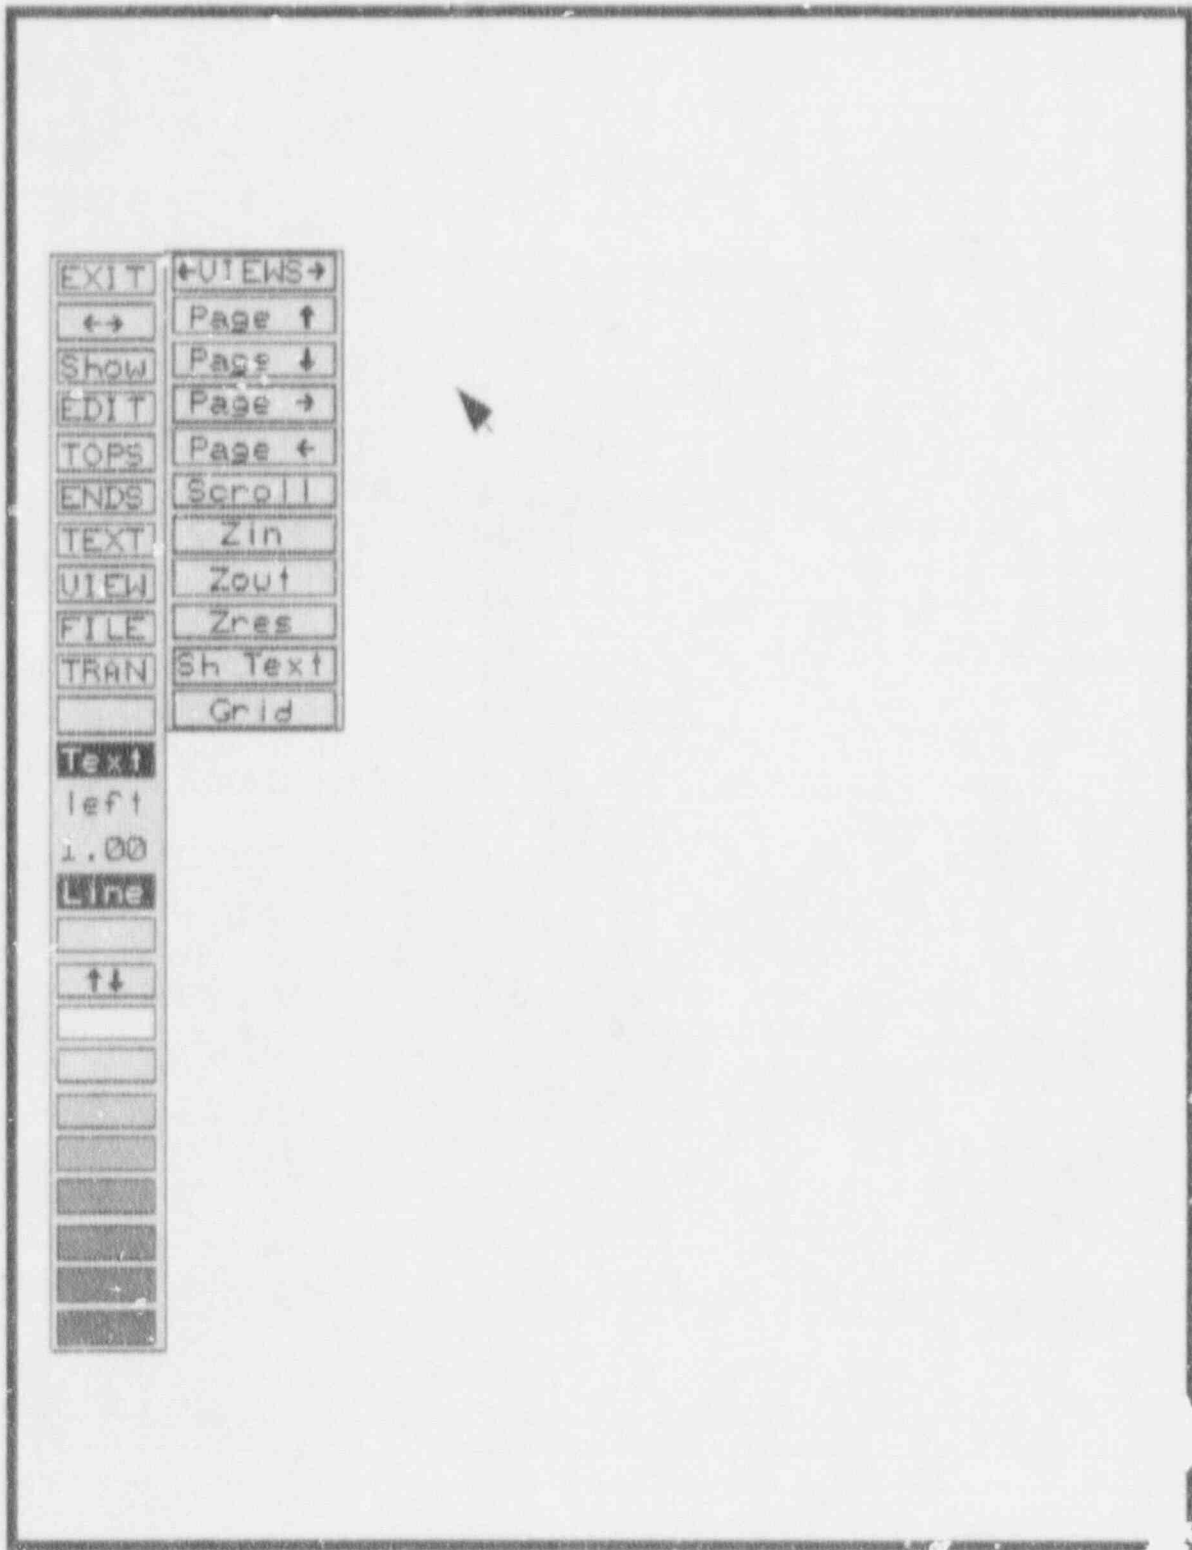 EXIT
←→
Show
EDIT
TOPS
ENDS
TEXT
VIEW
FILE
TRAN
Text
left
1.00
Line
↑↓
←VIEWS→
Page ↑
Page ↓
Page →
Page ←
Scroll
Zin
Zout
Zres
Sh Text
Grid